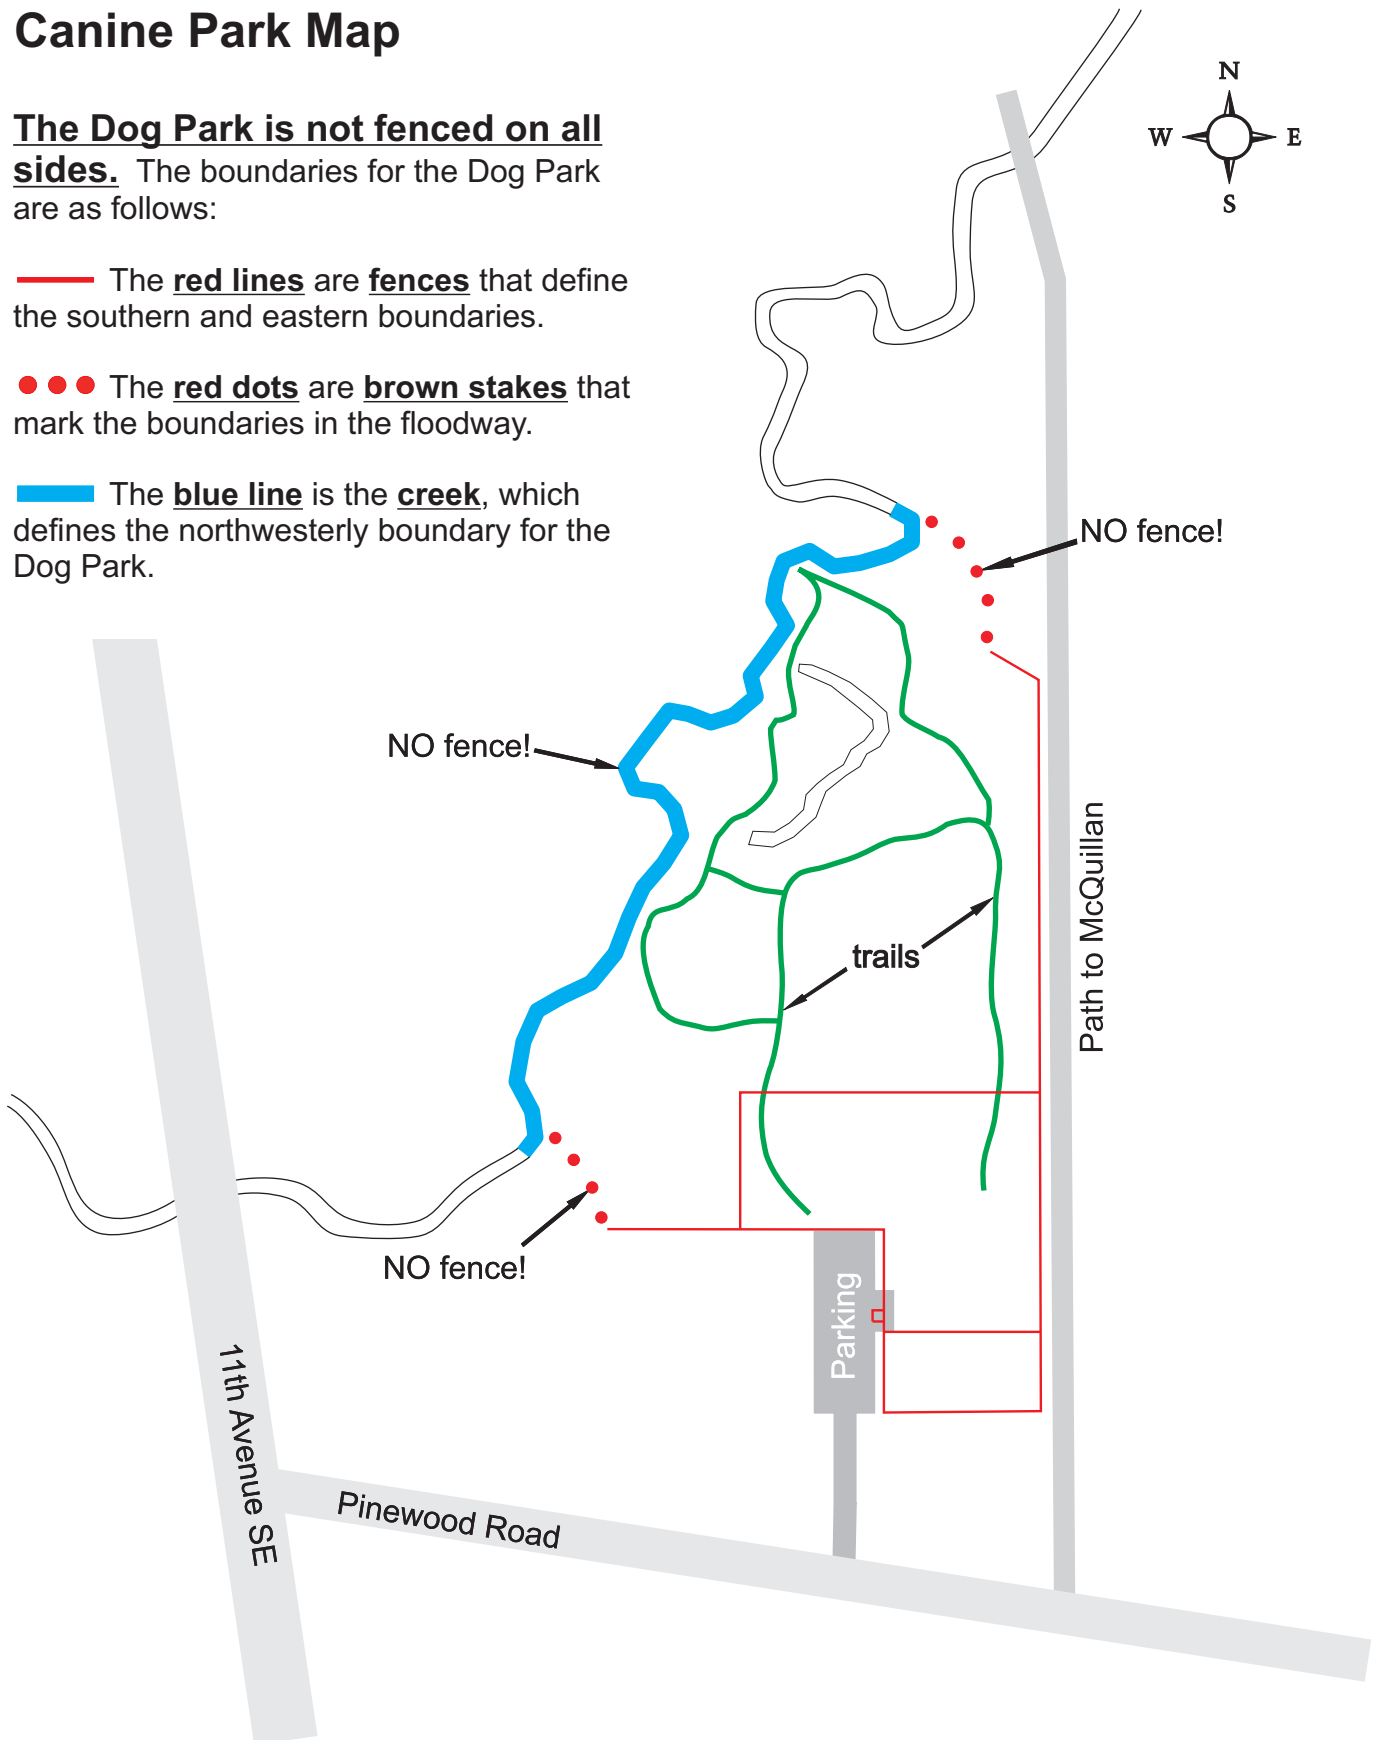 Canine Park Map
The Dog Park is not fenced on all
sides. The boundaries for the Dog Park
are as follows:
The red lines are fences that define
the southern and eastern boundaries.
The red dots are brown stakes that
mark the boundaries in the floodway.
The blue line is the creek, which
defines the northwesterly boundary for the
Dog Park.
N
W E
S
NO fence!
NO fence!
Path to McQuillan
trails
NO fence!
Parking
11th Avenue SE
Pinewood Road